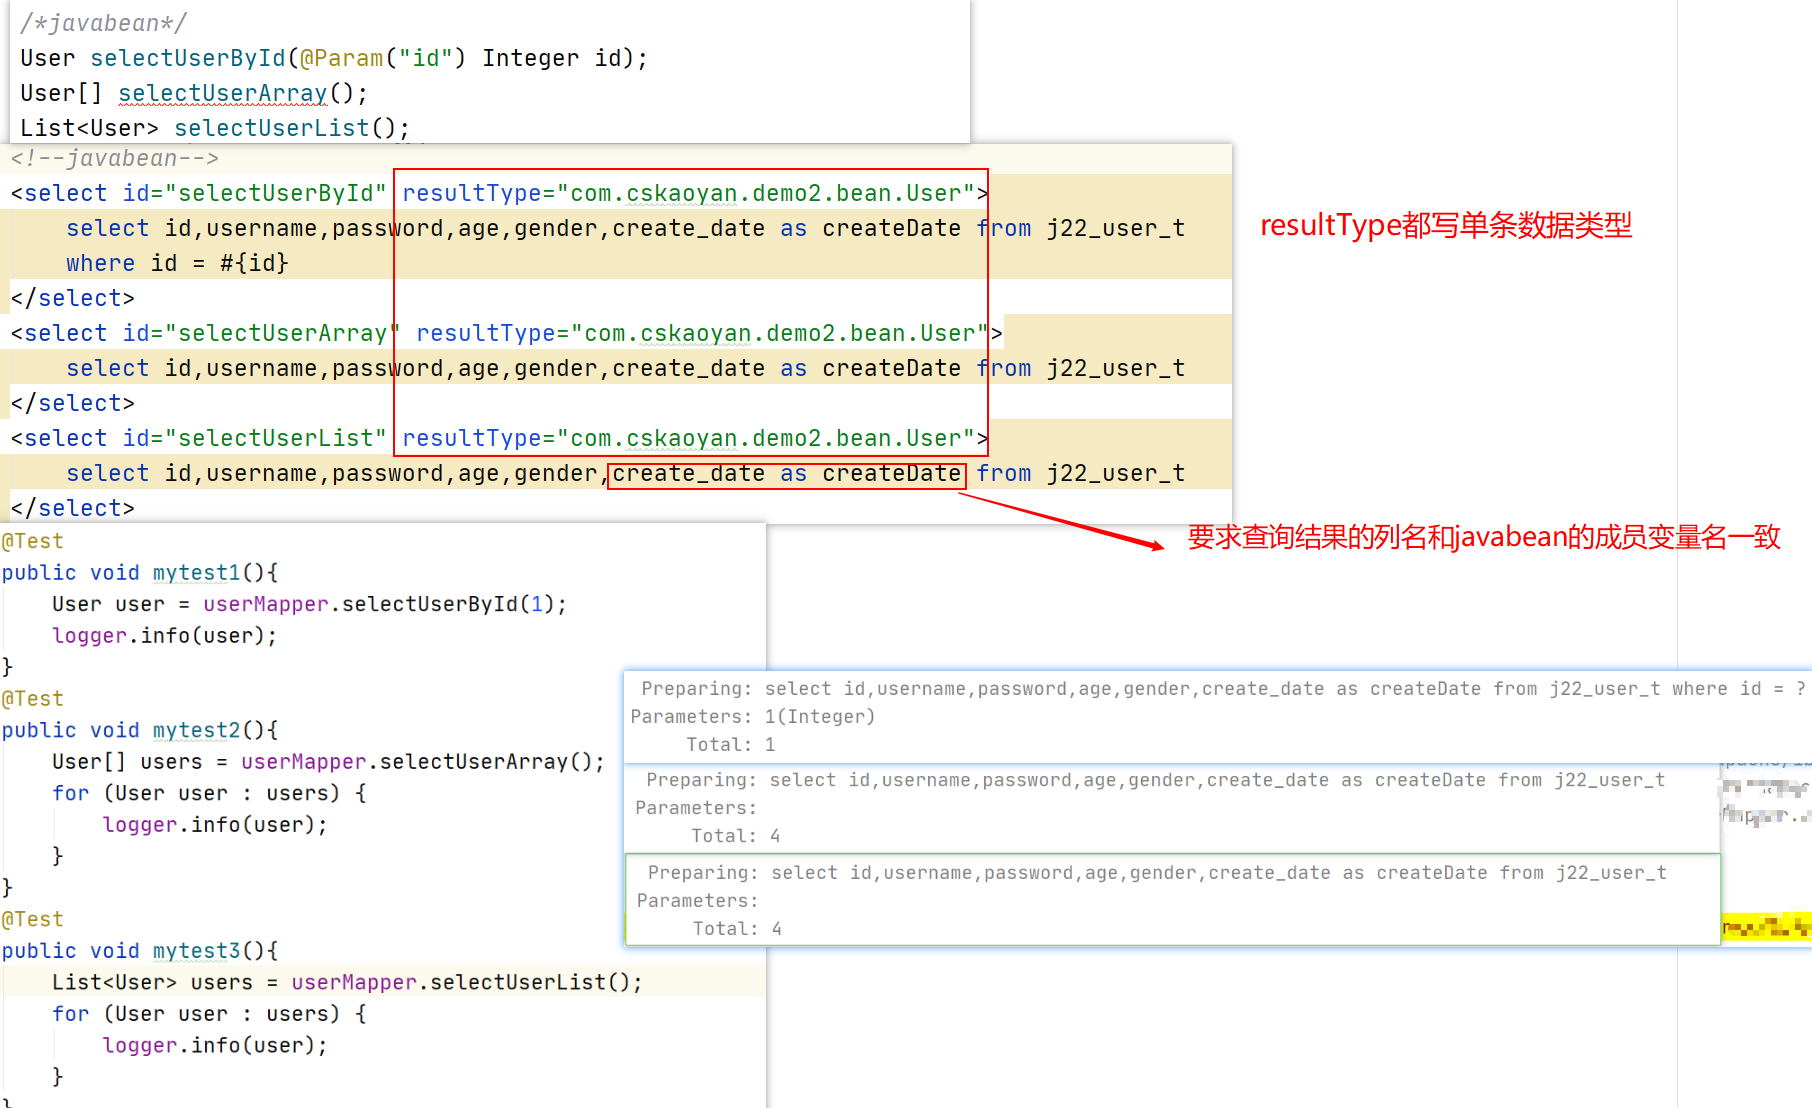 /*javabean*/
User selectUserById(@Param("id") Integer id);
User[] selectUserArray();
List<User> selectUserList();
<!--javabean-->
<select id="selectUserById" resultType="com.cskaoyan.demo2.bean.User">
select id,username,password,age,gender,create_date as createDate from j22_user_t
where id = #{id}
</select>
<select id="selectUserArray" resultType="com.cskaoyan.demo2.bean.User">
select id,username,password,age,gender,create_date as createDate from j22_user_t
</select>
<select id="selectUserList" resultType="com.cskaoyan.demo2.bean.User">
select id,username,password,age,gender,create_date as createDate from j22_user_t
</select>
resultType都写单条数据类型
要求查询结果的列名和javabean的成员变量名一致
@Test
public void mytest1(){
User user = userMapper.selectUserById(1);
logger.info(user);
}
@Test
public void mytest2(){
User[] users = userMapper.selectUserArray();
for (User user : users) {
logger.info(user);
}
}
@Test
public void mytest3(){
List<User> users = userMapper.selectUserList();
for (User user : users) {
logger.info(user);
}
}
Preparing: select id,username,password,age,gender,create_date as createDate from j22_user_t where id = ?
Parameters: 1(Integer)
Total: 1
Preparing: select id,username,password,age,gender,create_date as createDate from j22_user_t
Parameters:
Total: 4
Preparing: select id,username,password,age,gender,create_date as createDate from j22_user_t
Parameters:
Total: 4